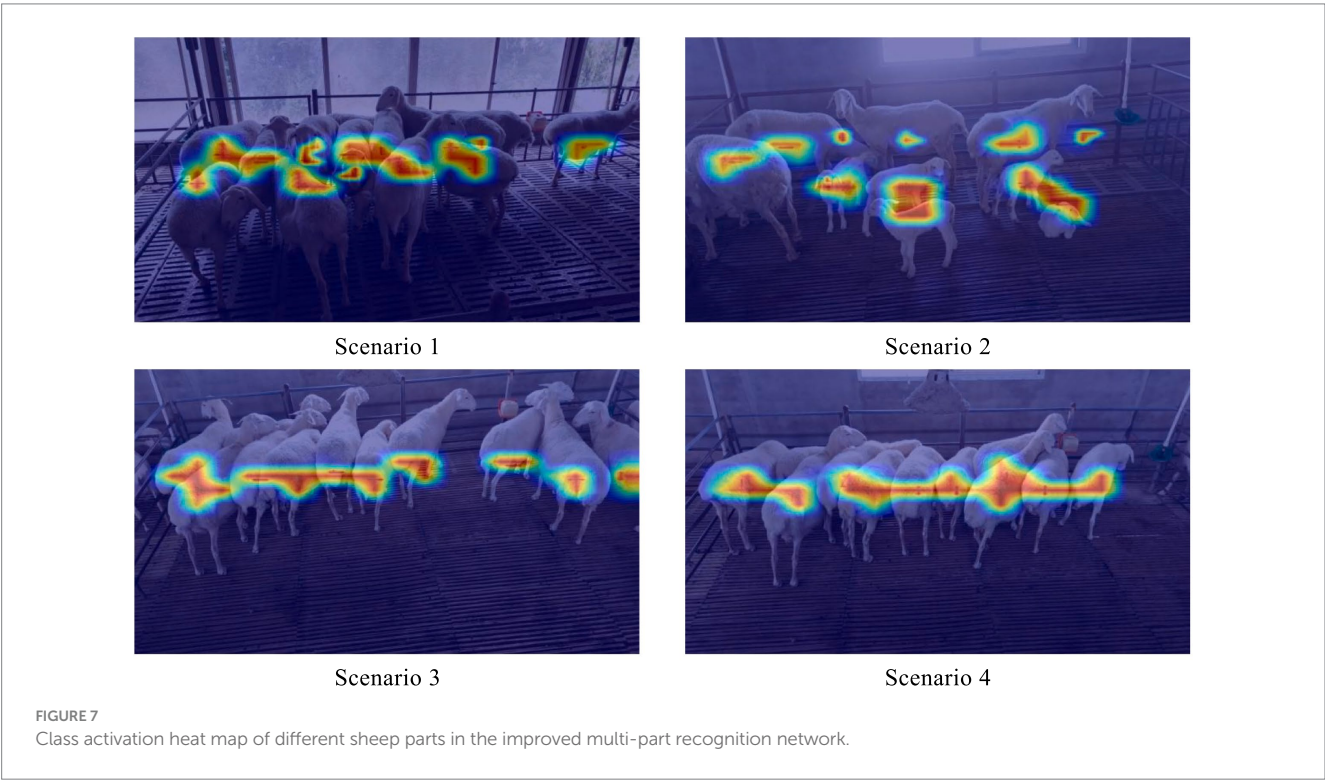 Scenario 1
Scenario 2
Scenario 3
Scenario 4
FIGURE 7
Class activation heat map of different sheep parts in the improved multi-part recognition network.